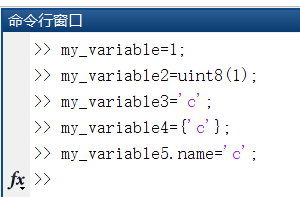 命令行窗口
>> my_variable=1;
>> my_variable2=uint8(1);
>> my_variable3='c';
>> my_variable4={'c'};
>> my_variable5.name='c';
fx >>